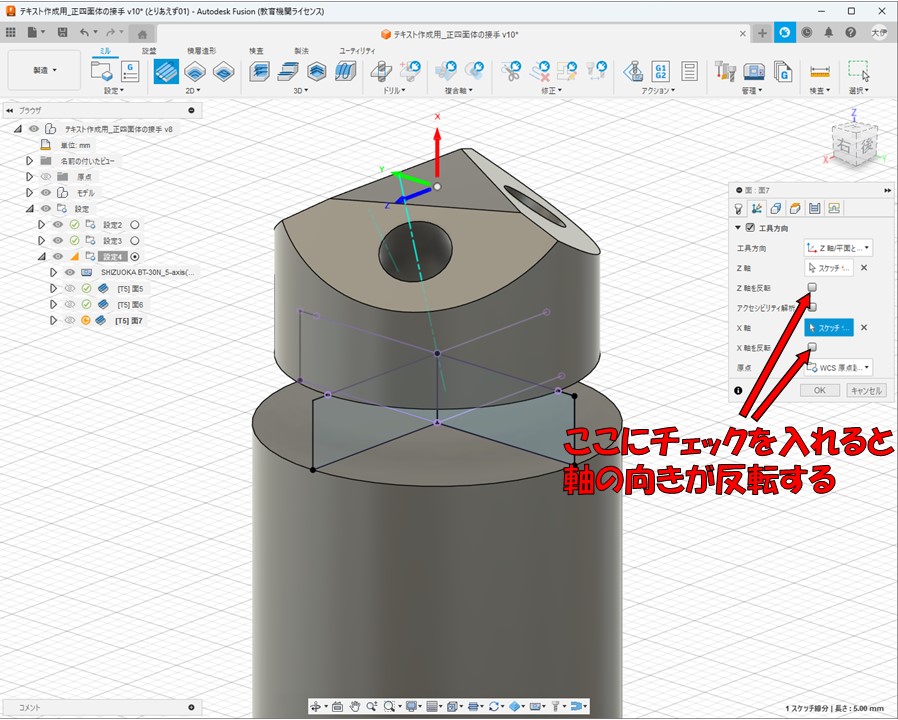 テキスト作成用_正四面体の接手 v10* (とりあえず01) - Autodesk Fusion (教育機関ライセンス)
テキスト作成用_正四面体の接手 v10*
大伊
ミル 旋盤 積層造形 検査 製法 ユーティリティ
製造
G1
G2
設定 2D 3D ドリル 複合軸 修正 アクション 管理 検査 選択
ブラウザ
テキスト作成用_正四面体の接手 v8
単位: mm
名前の付いたビュー
原点
モデル
設定
設定2
設定3
設定4
SHIZUOKA BT-30N_5-axis(...
[T5] 面5
[T5] 面6
[T5] 面7
X
Y
Z
Z
右 後
X
Y
面 : 面7
工具方向
工具方向 Z 軸/平面と...
Z 軸 スケッチ ...
Z 軸を反転
アクセシビリティ解析
X 軸 スケッチ ...
X 軸を反転
原点 WCS 原点...
OK キャンセル
ここにチェックを入れると
軸の向きが反転する
コメント
1 スケッチ線分 | 長さ : 5.00 mm